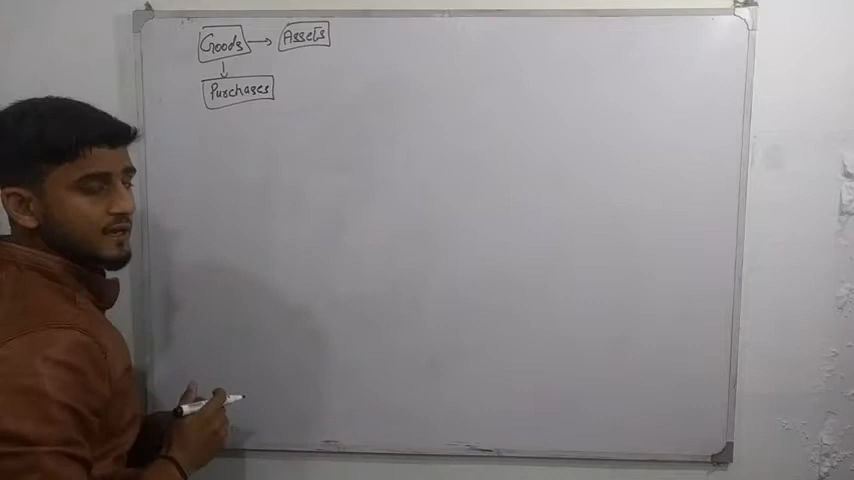 Goods → Assets
↓
Purchases